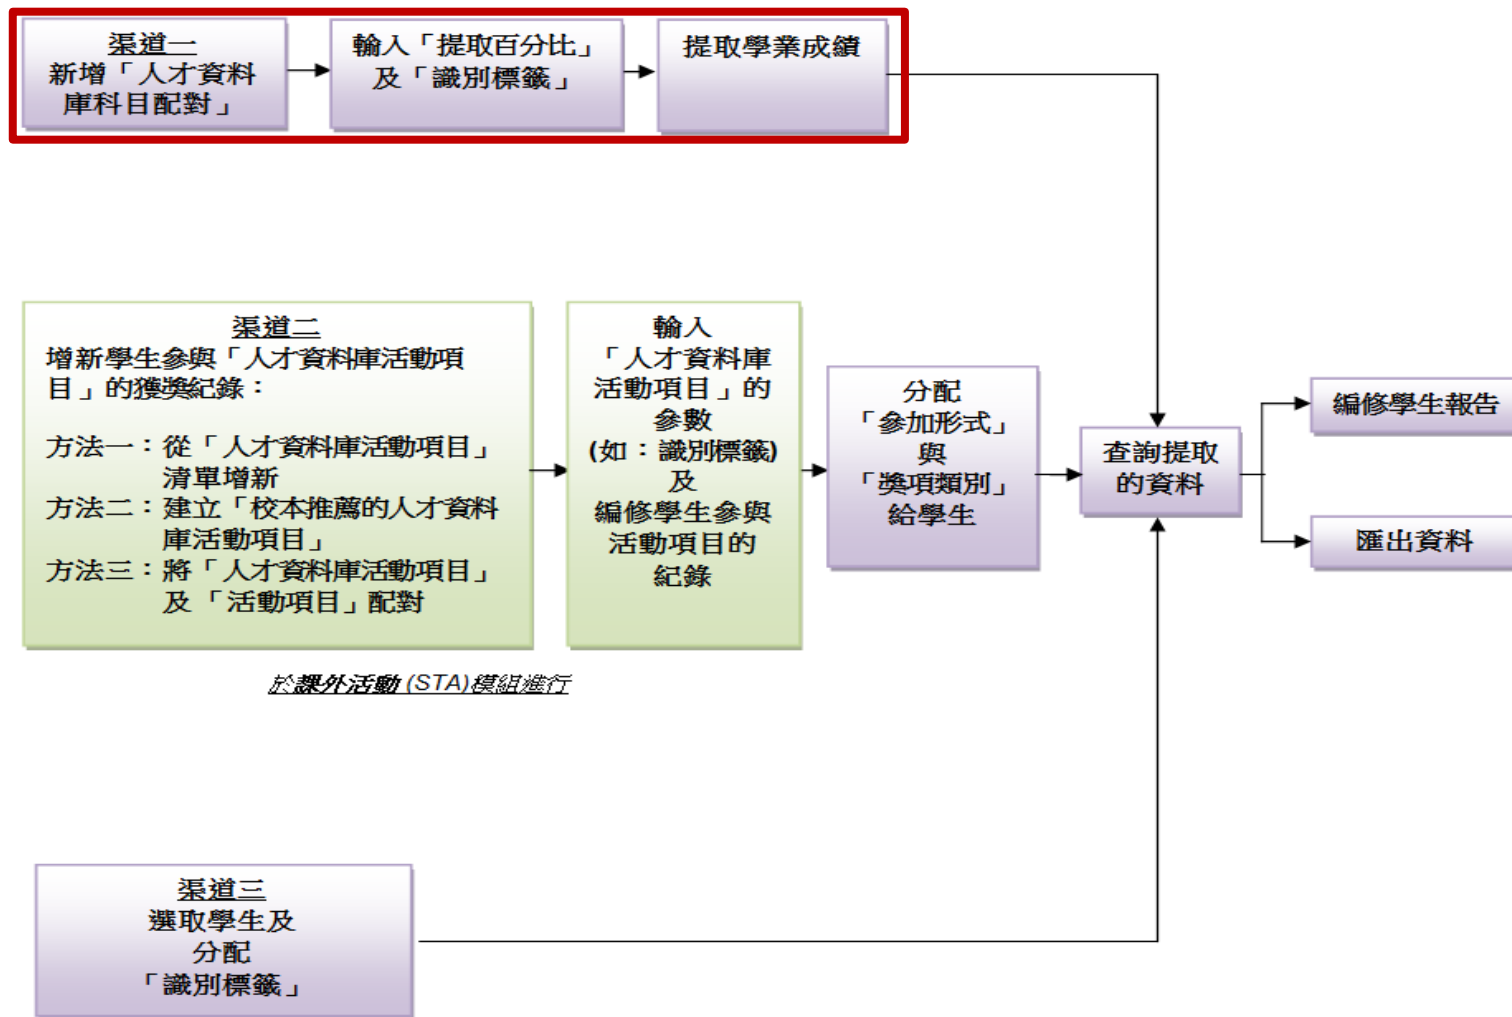 渠道一
新增「人才資料
庫科目配對」
輸入「提取百分比」
及「識別標籤」
提取學業成績
渠道二
增新學生參與「人才資料庫活動項
目」的獲獎紀錄：
方法一：從「人才資料庫活動項目」
清單增新
方法二：建立「校本推薦的人才資料
庫活動項目」
方法三：將「人才資料庫活動項目」
及「活動項目」配對
輸入
「人才資料庫
活動項目」的
參數
(如：識別標籤)
及
編修學生參與
活動項目的
紀錄
分配
「參加形式」
與
「獎項類別」
給學生
查詢提取
的資料
編修學生報告
匯出資料
於課外活動 (STA)模組進行
渠道三
選取學生及
分配
「識別標籤」